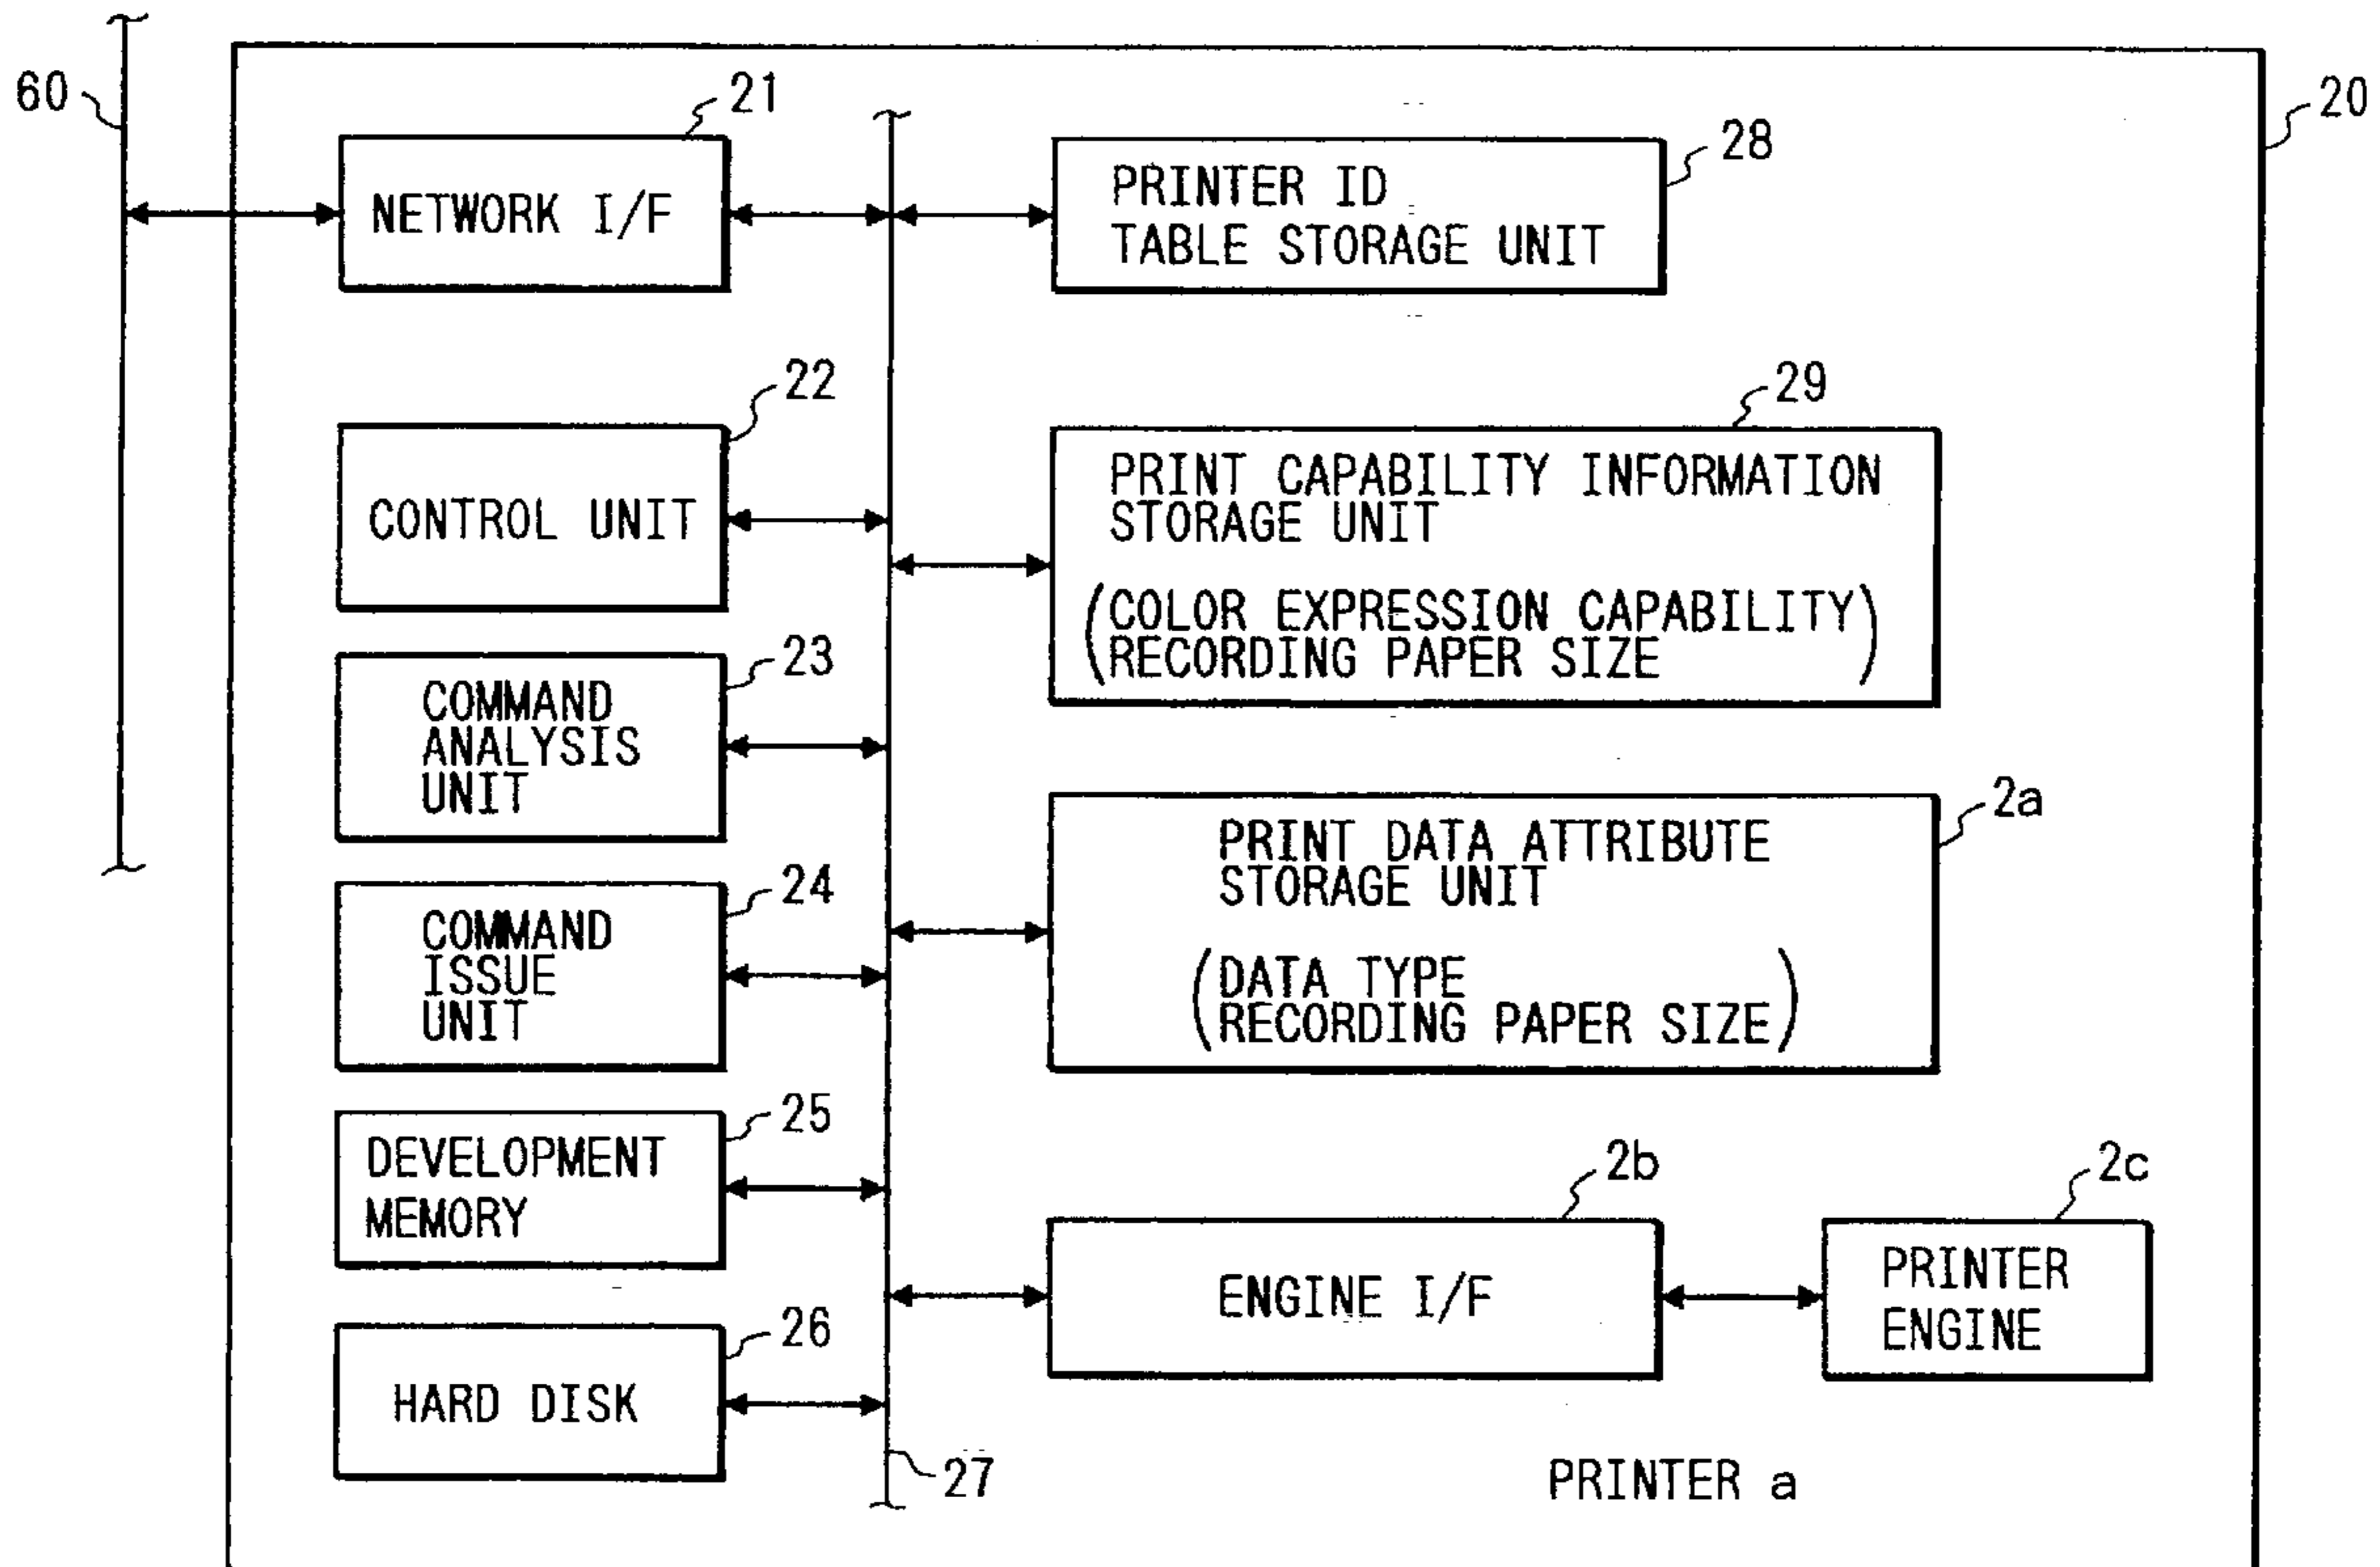 60
20
21
NETWORK I/F
28
PRINTER ID
TABLE STORAGE UNIT
22
CONTROL UNIT
29
PRINT CAPABILITY INFORMATION
STORAGE UNIT
(COLOR EXPRESSION CAPABILITY
RECORDING PAPER SIZE)
23
COMMAND
ANALYSIS
UNIT
2a
PRINT DATA ATTRIBUTE
STORAGE UNIT
(DATA TYPE
RECORDING PAPER SIZE)
24
COMMAND
ISSUE
UNIT
25
DEVELOPMENT
MEMORY
2b
ENGINE I/F
2c
PRINTER
ENGINE
26
HARD DISK
27
PRINTER a